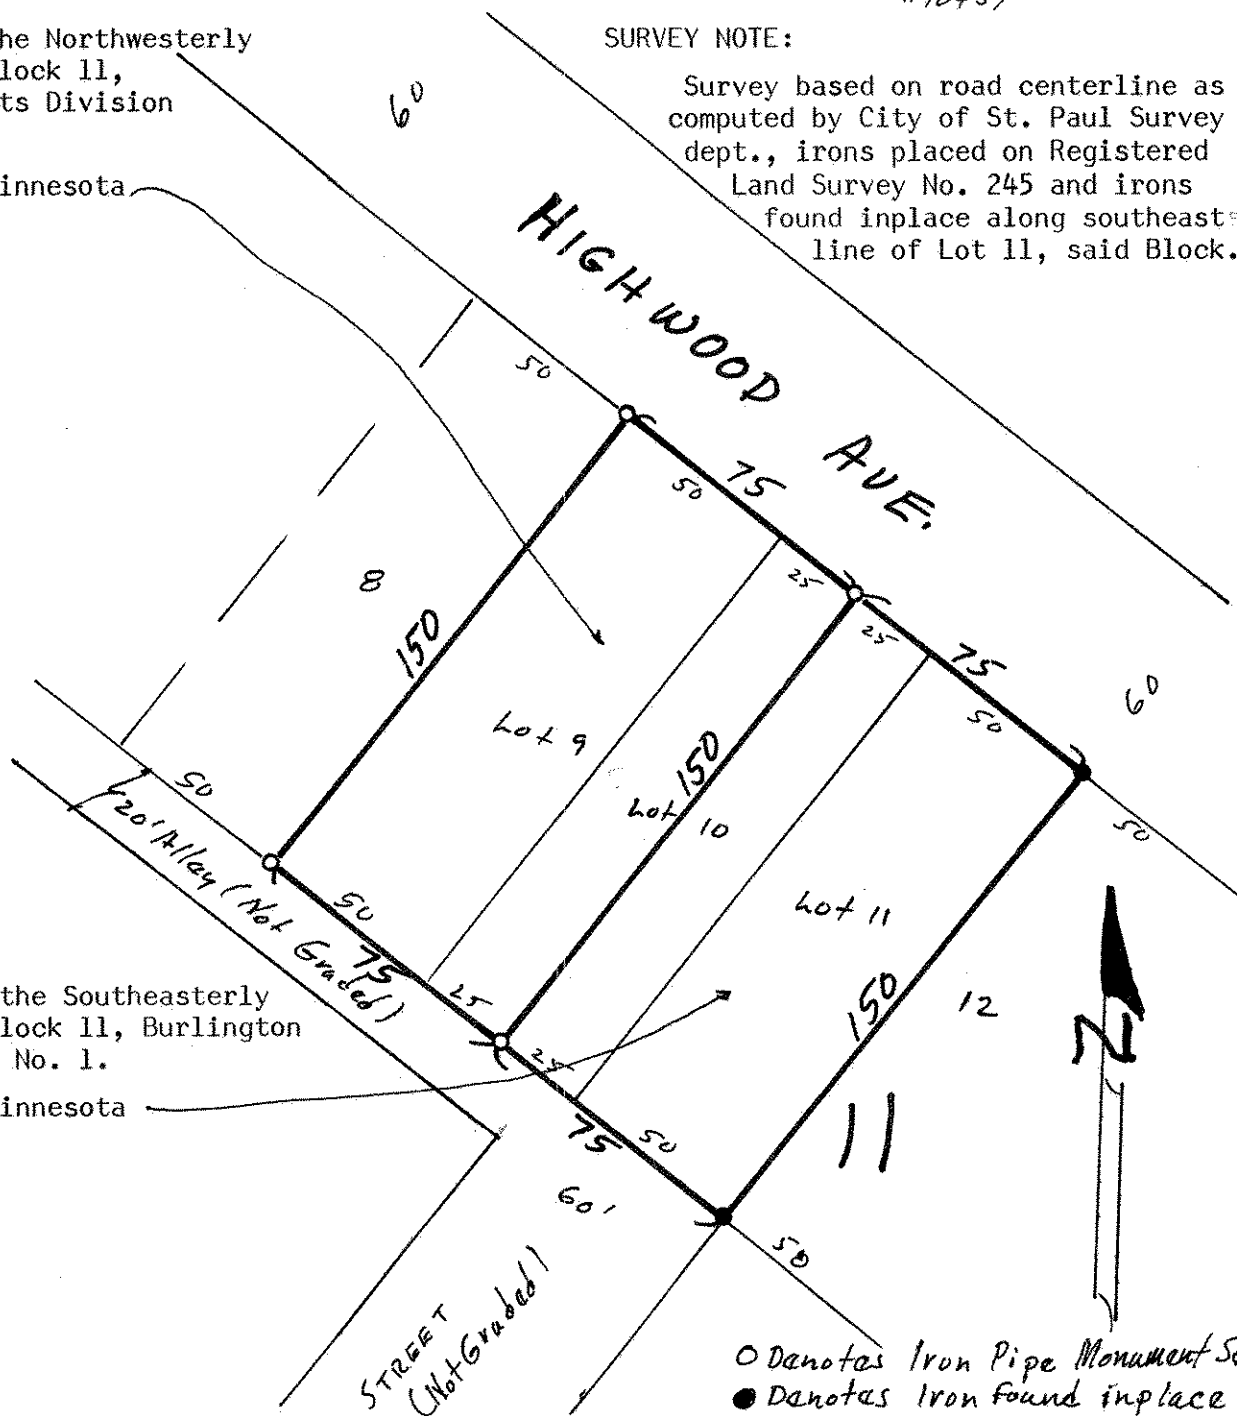 he Northwesterly
lock 11,
ts Division
innesota
SURVEY NOTE:
Survey based on road centerline as
computed by City of St. Paul Survey
dept., irons placed on Registered
Land Survey No. 245 and irons
found inplace along southeast
line of Lot 11, said Block.
60
HIGHWOOD AVE.
50
75
50
25
25
75
50
60
50
8
150
Lot 9
150
Lot 10
Lot 11
150
12
11
50
20' Alley (Not Graded)
50
75
25
25
75
50
60'
50
the Southeasterly
lock 11, Burlington
No. 1.
innesota
N
STREET
(Not Graded)
O Denotes Iron Pipe Monument
● Denotes Iron found inplace